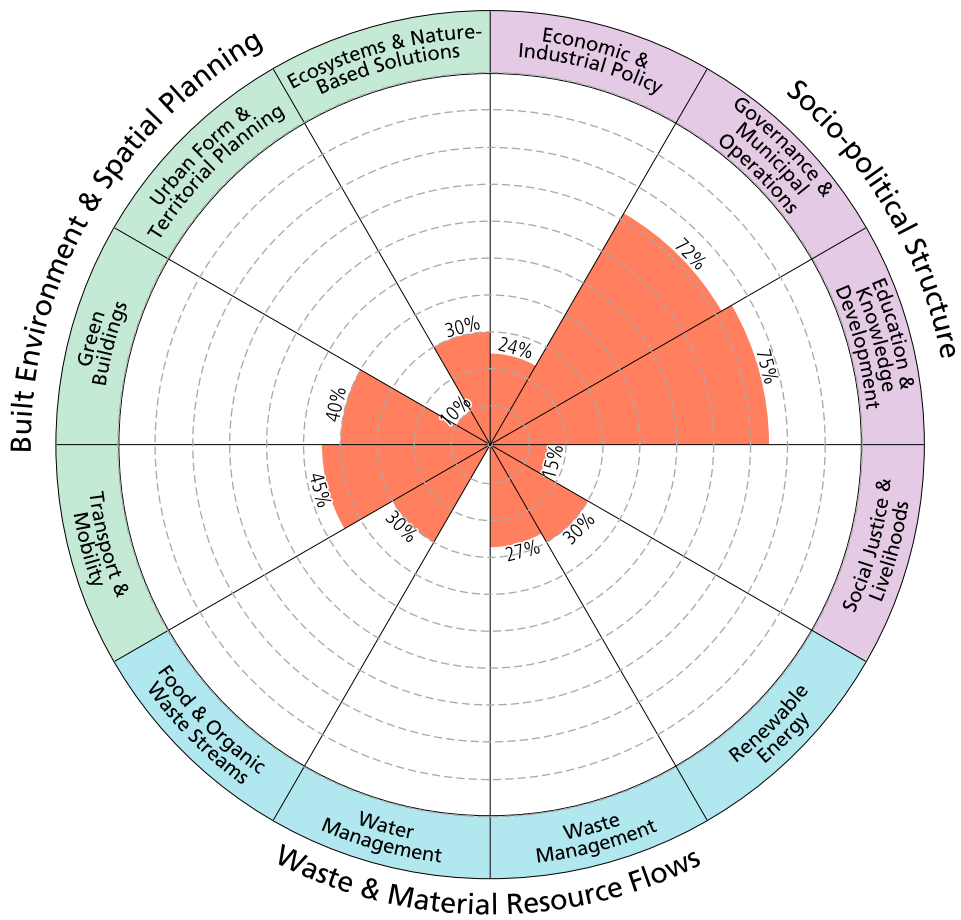 Built Environment & Spatial Planning
Socio-political Structure
Waste & Material Resource Flows
Ecosystems & Nature-
Based Solutions
Economic &
Industrial Policy
Governance &
Municipal
Operations
Education &
Knowledge
Development
Social Justice &
Livelihoods
Renewable
Energy
Waste
Management
Water
Management
Food & Organic
Waste Streams
Transport &
Mobility
Green
Buildings
Urban Form &
Territorial Planning
30%
24%
72%
75%
15%
30%
27%
30%
45%
40%
10%